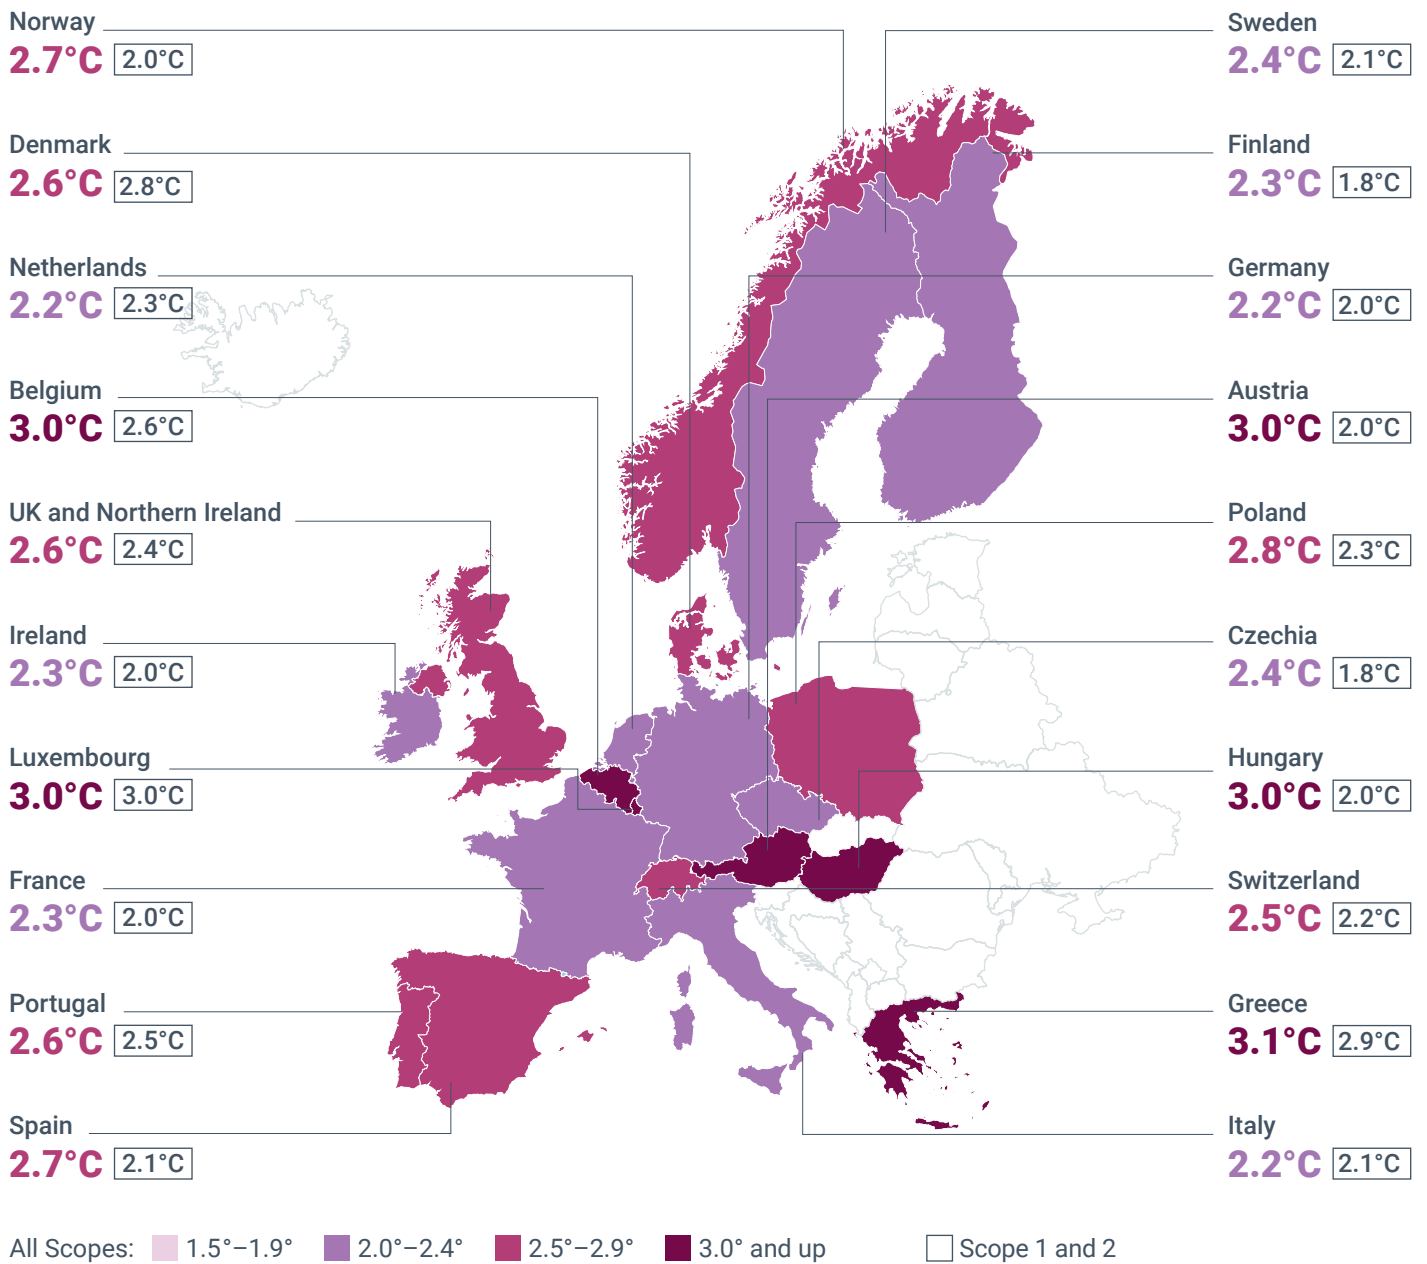 Norway
2.7°C 2.0°C
Denmark
2.6°C 2.8°C
Netherlands
2.2°C 2.3°C
Belgium
3.0°C 2.6°C
UK and Northern Ireland
2.6°C 2.4°C
Ireland
2.3°C 2.0°C
Luxembourg
3.0°C 3.0°C
France
2.3°C 2.0°C
Portugal
2.6°C 2.5°C
Spain
2.7°C 2.1°C
Sweden
2.4°C 2.1°C
Finland
2.3°C 1.8°C
Germany
2.2°C 2.0°C
Austria
3.0°C 2.0°C
Poland
2.8°C 2.3°C
Czechia
2.4°C 1.8°C
Hungary
3.0°C 2.0°C
Switzerland
2.5°C 2.2°C
Greece
3.1°C 2.9°C
Italy
2.2°C 2.1°C
All Scopes: 1.5°–1.9° 2.0°–2.4° 2.5°–2.9° 3.0° and up Scope 1 and 2